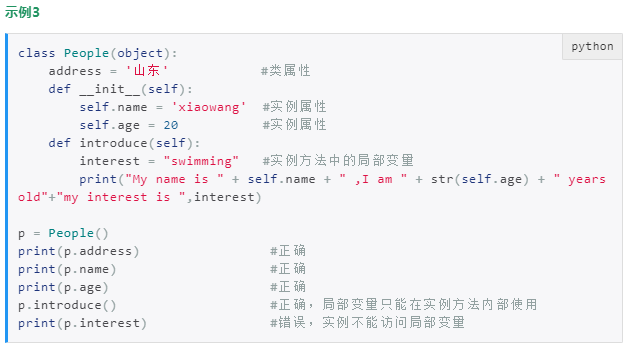 示例3
python
class People(object):
    address = '山东'            #类属性
    def __init__(self):
        self.name = 'xiaowang'  #实例属性
        self.age = 20           #实例属性
    def introduce(self):
        interest = "swimming"   #实例方法中的局部变量
        print("My name is " + self.name + " ,I am " + str(self.age) + " years
old"+"my interest is ",interest)
p = People()
print(p.address)                 #正确
print(p.name)                    #正确
print(p.age)                     #正确
p.introduce()                    #正确，局部变量只能在实例方法内部使用
print(p.interest)                #错误，实例不能访问局部变量